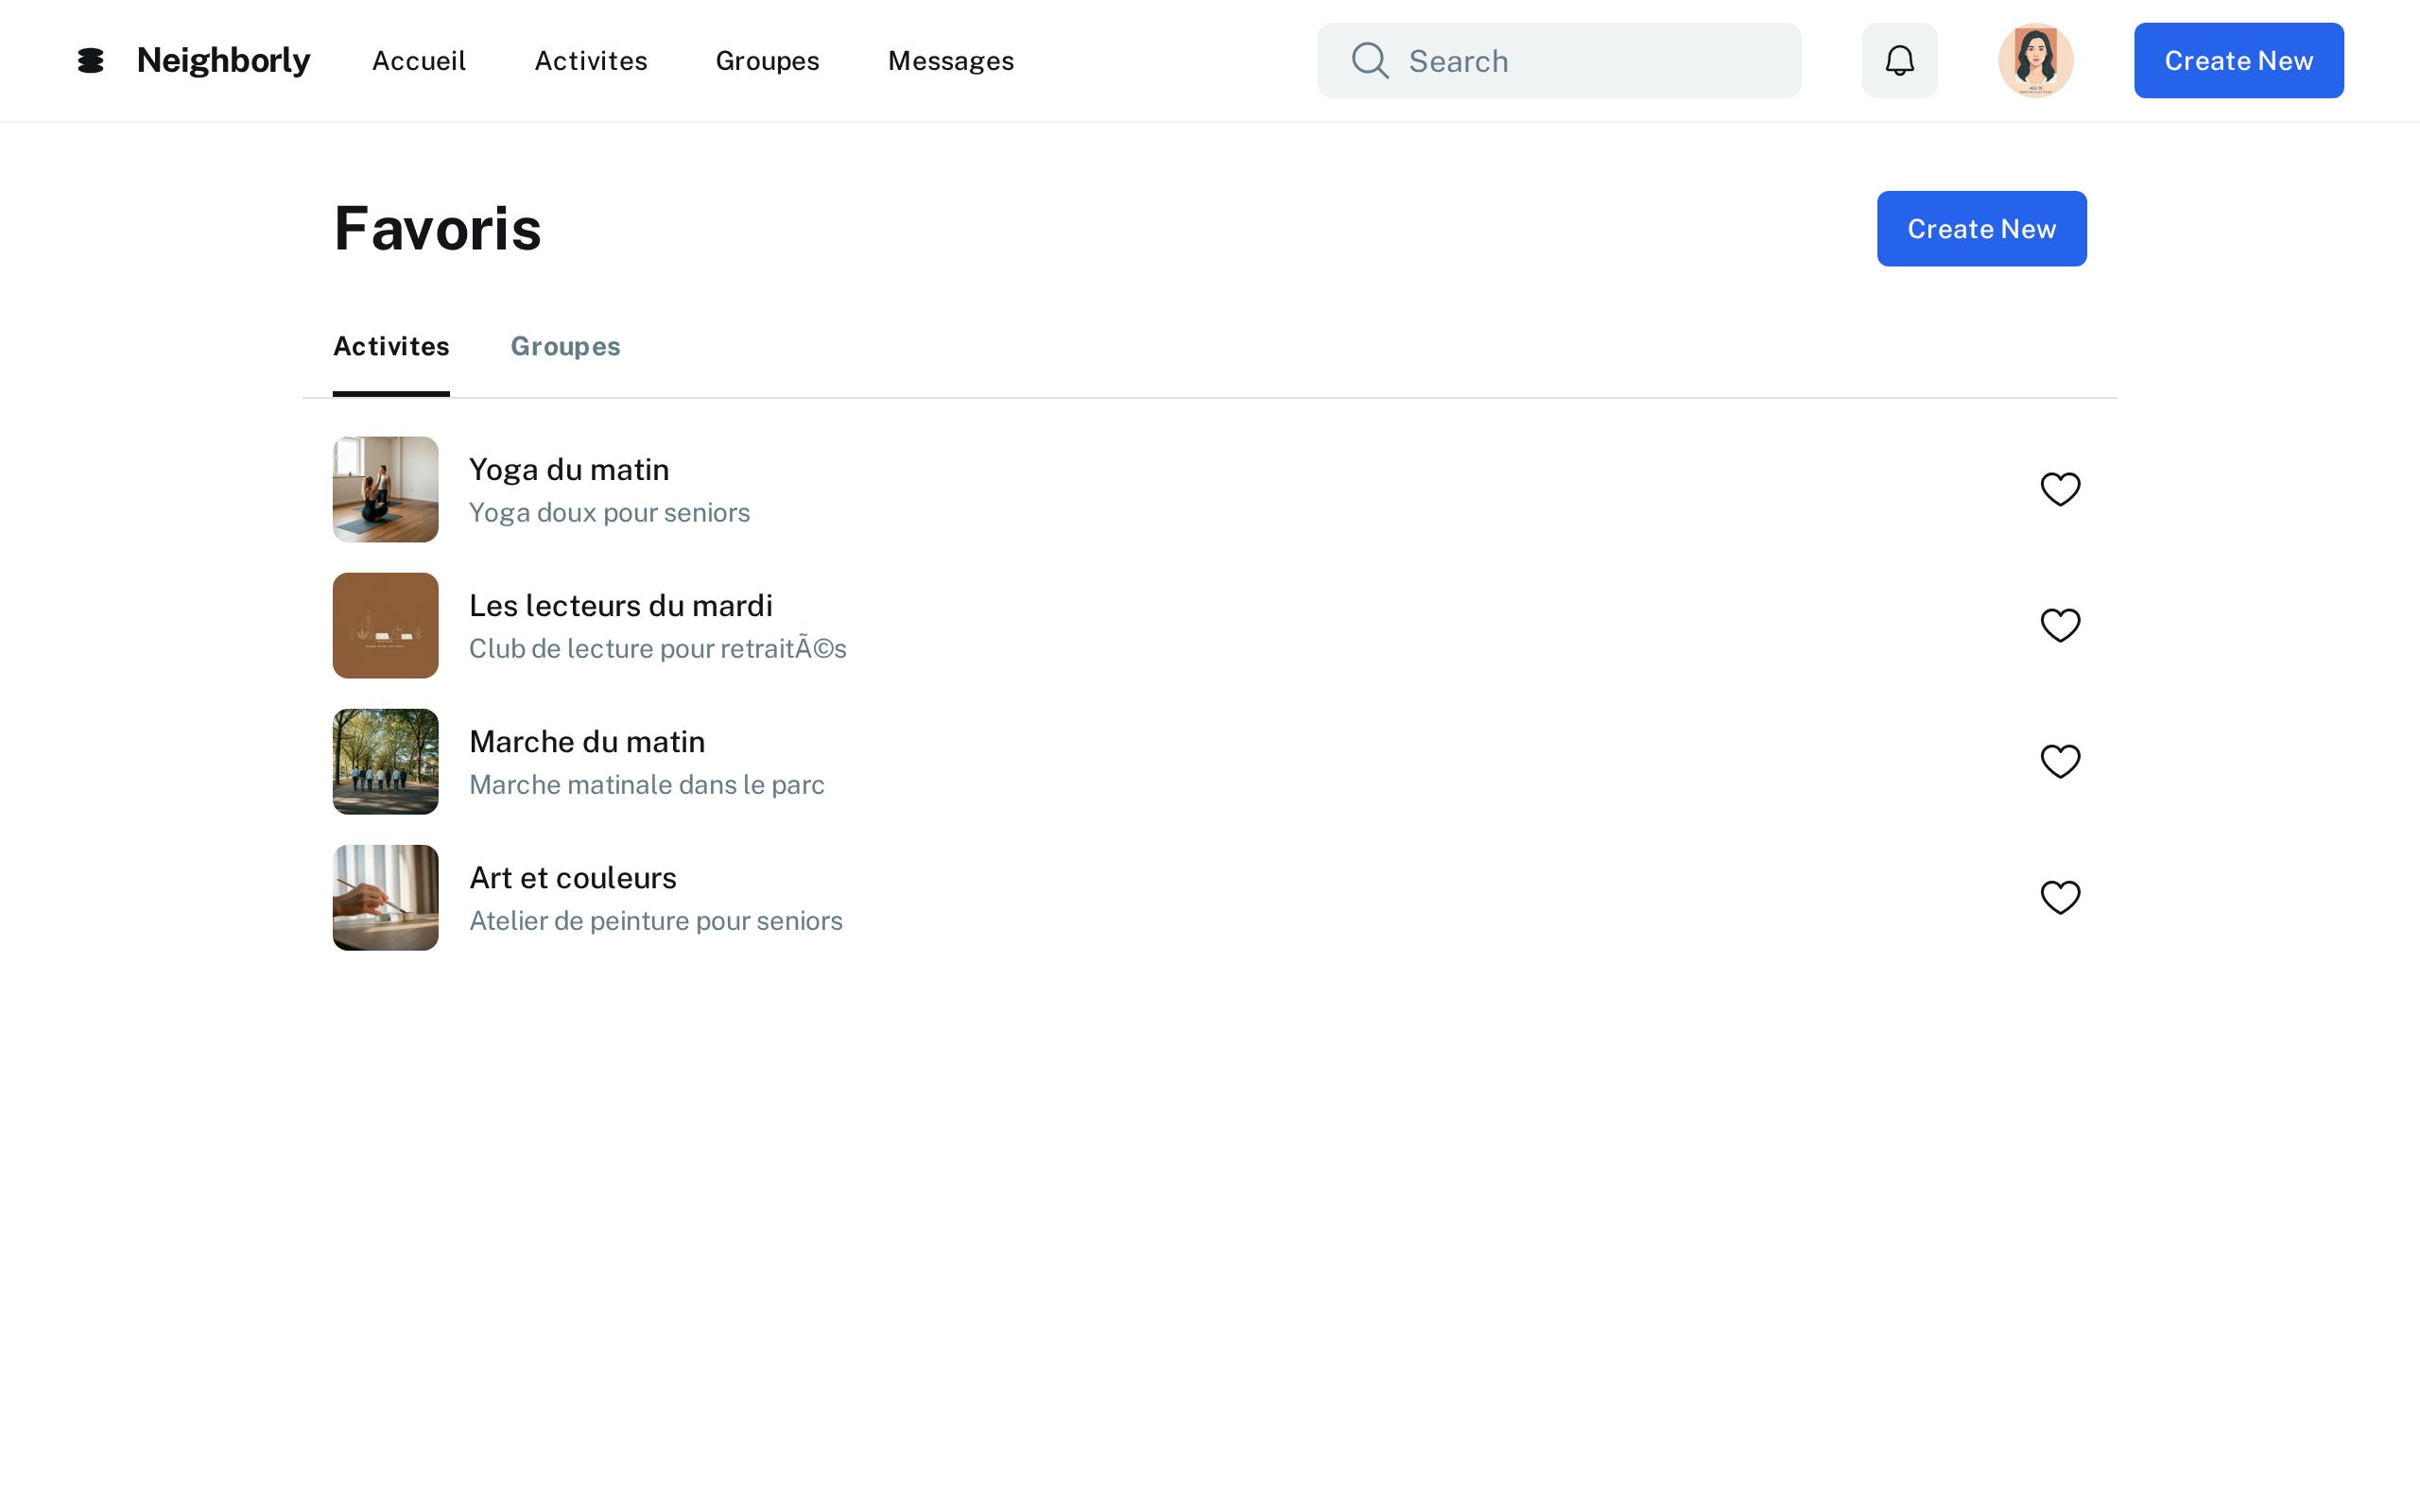 Neighborly
Accueil
Activites
Groupes
Messages
Search
Create New
Favoris
Create New
Activites
Groupes
Yoga du matin
Yoga doux pour seniors
Les lecteurs du mardi
Club de lecture pour retraitÃ©s
Marche du matin
Marche matinale dans le parc
Art et couleurs
Atelier de peinture pour seniors